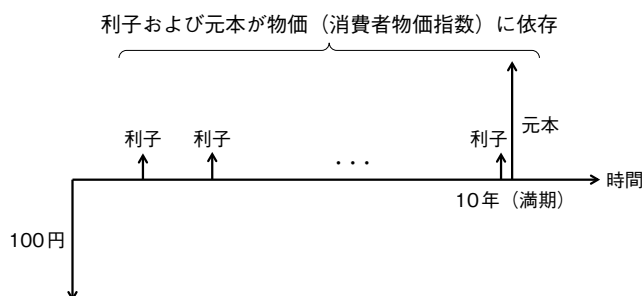 利子および元本が物価（消費者物価指数）に依存
利子
利子
・・・
利子
元本
時間
10年（満期）
100円